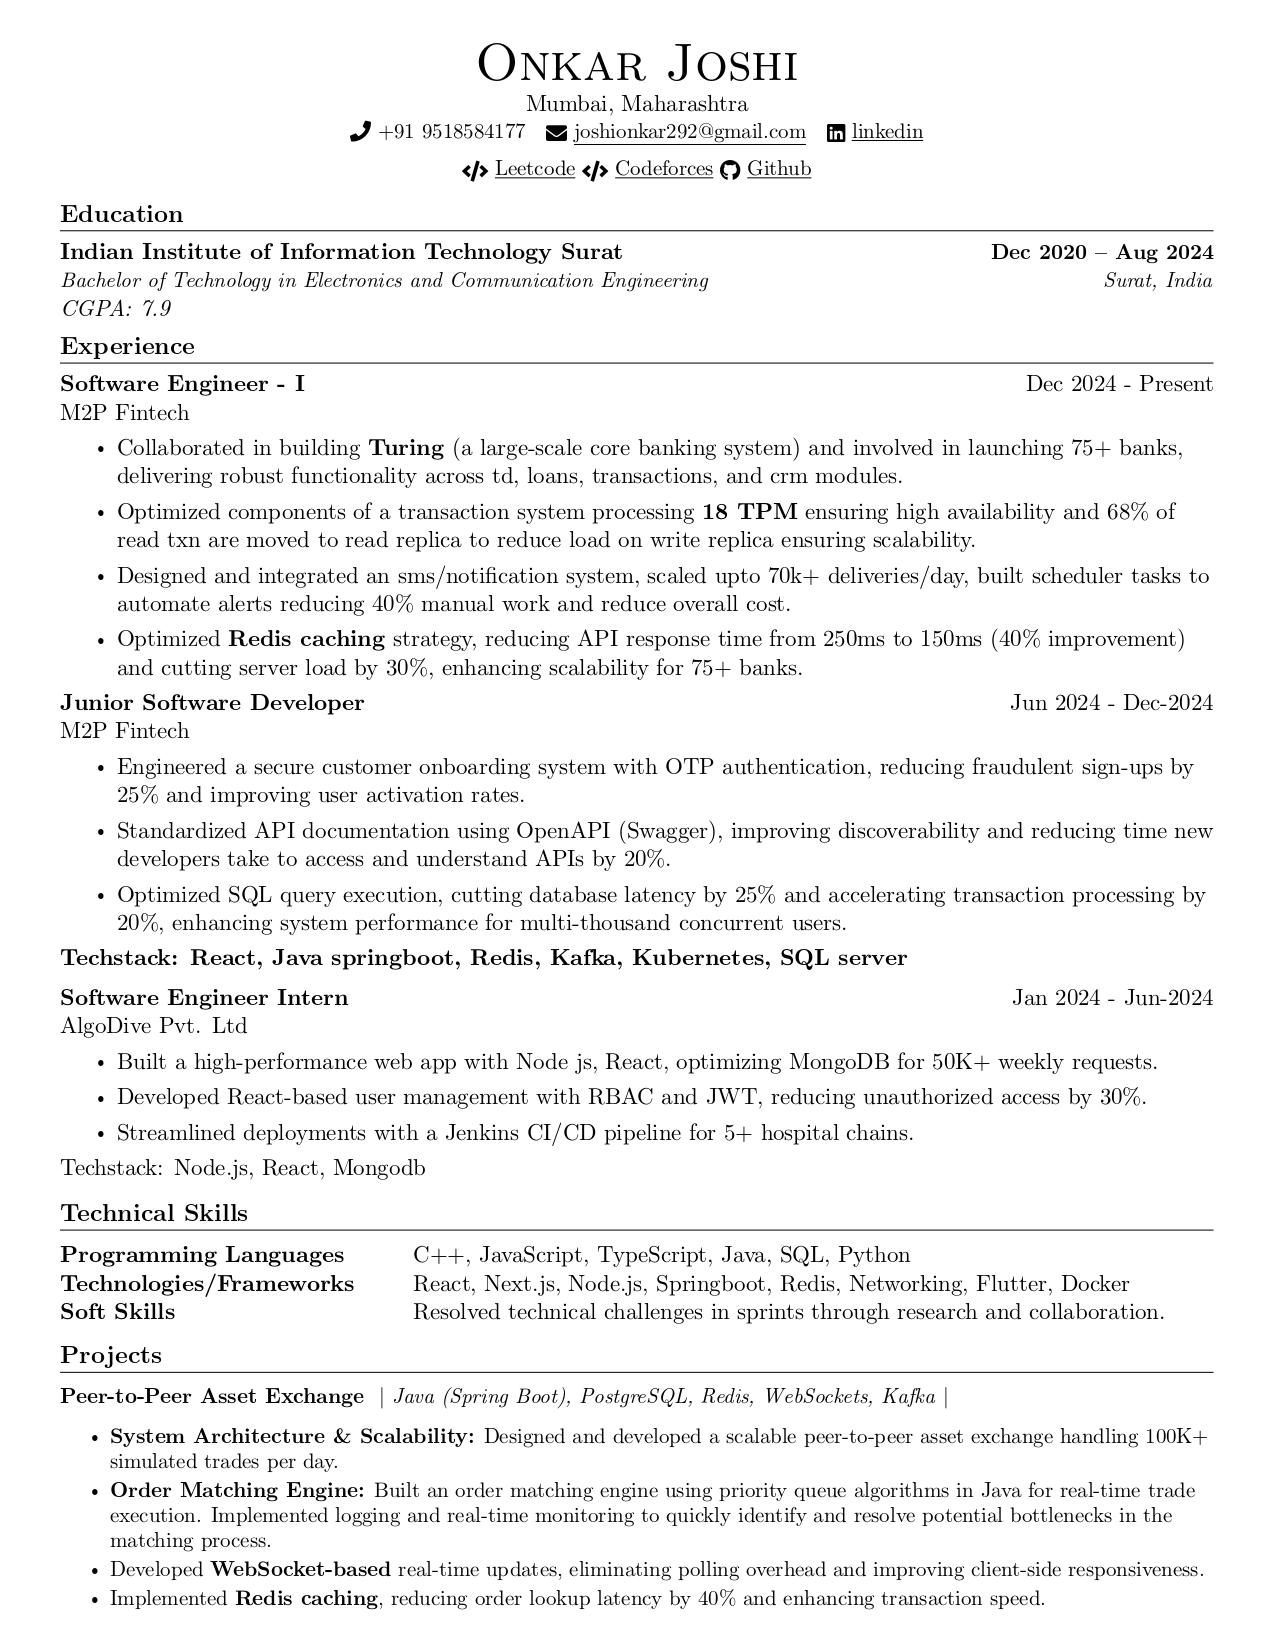 Onkar Joshi
Mumbai, Maharashtra
+91 9518584177 joshionkar292@gmail.com linkedin
Leetcode Codeforces Github
Education
Indian Institute of Information Technology Surat Dec 2020 – Aug 2024
Bachelor of Technology in Electronics and Communication Engineering Surat, India
CGPA: 7.9
Experience
Software Engineer - I Dec 2024 - Present
M2P Fintech
• Collaborated in building Turing (a large-scale core banking system) and involved in launching 75+ banks,
delivering robust functionality across td, loans, transactions, and crm modules.
• Optimized components of a transaction system processing 18 TPM ensuring high availability and 68% of
read txn are moved to read replica to reduce load on write replica ensuring scalability.
• Designed and integrated an sms/notification system, scaled upto 70k+ deliveries/day, built scheduler tasks to
automate alerts reducing 40% manual work and reduce overall cost.
• Optimized Redis caching strategy, reducing API response time from 250ms to 150ms (40% improvement)
and cutting server load by 30%, enhancing scalability for 75+ banks.
Junior Software Developer Jun 2024 - Dec-2024
M2P Fintech
• Engineered a secure customer onboarding system with OTP authentication, reducing fraudulent sign-ups by
25% and improving user activation rates.
• Standardized API documentation using OpenAPI (Swagger), improving discoverability and reducing time new
developers take to access and understand APIs by 20%.
• Optimized SQL query execution, cutting database latency by 25% and accelerating transaction processing by
20%, enhancing system performance for multi-thousand concurrent users.
Techstack: React, Java springboot, Redis, Kafka, Kubernetes, SQL server
Software Engineer Intern Jan 2024 - Jun-2024
AlgoDive Pvt. Ltd
• Built a high-performance web app with Node js, React, optimizing MongoDB for 50K+ weekly requests.
• Developed React-based user management with RBAC and JWT, reducing unauthorized access by 30%.
• Streamlined deployments with a Jenkins CI/CD pipeline for 5+ hospital chains.
Techstack: Node.js, React, Mongodb
Technical Skills
Programming Languages C++, JavaScript, TypeScript, Java, SQL, Python
Technologies/Frameworks React, Next.js, Node.js, Springboot, Redis, Networking, Flutter, Docker
Soft Skills Resolved technical challenges in sprints through research and collaboration.
Projects
Peer-to-Peer Asset Exchange | Java (Spring Boot), PostgreSQL, Redis, WebSockets, Kafka |
• System Architecture & Scalability: Designed and developed a scalable peer-to-peer asset exchange handling 100K+
simulated trades per day.
• Order Matching Engine: Built an order matching engine using priority queue algorithms in Java for real-time trade
execution. Implemented logging and real-time monitoring to quickly identify and resolve potential bottlenecks in the
matching process.
• Developed WebSocket-based real-time updates, eliminating polling overhead and improving client-side responsiveness.
• Implemented Redis caching, reducing order lookup latency by 40% and enhancing transaction speed.